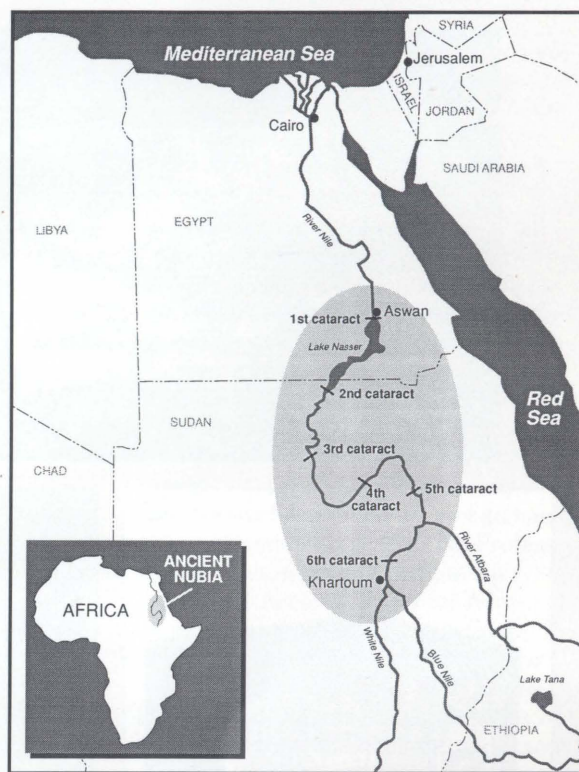 SYRIA
Mediterranean Sea
Jerusalem
ISRAEL
JORDAN
Cairo
SAUDI ARABIA
LIBYA
EGYPT
River Nile
Aswan
1st cataract
Lake Nasser
2nd cataract
Red
Sea
SUDAN
3rd cataract
CHAD
4th
cataract
5th cataract
River Atbara
6th cataract
Khartoum
ANCIENT
NUBIA
AFRICA
White Nile
Blue Nile
Lake Tana
ETHIOPIA